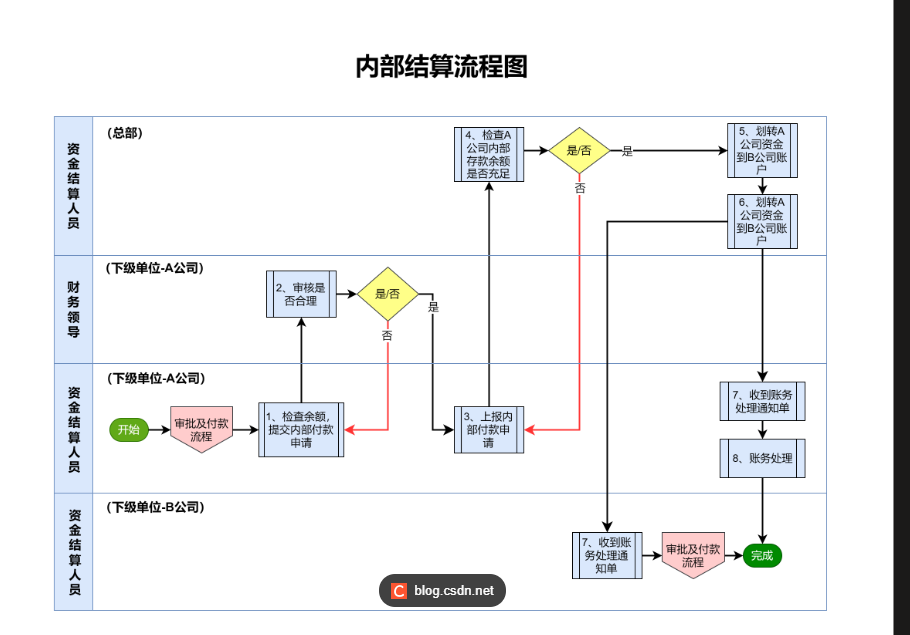 内部结算流程图
资金结算人员
（总部）
4、检查A
公司内部
存款余额
是否充足
是/否
是
否
5、划转A
公司资金
到B公司账
户
6、划转A
公司资金
到B公司账
户
财务领导
（下级单位-A公司）
2、审核是
否合理
是/否
是
否
资金结算人员
（下级单位-A公司）
开始
审批及付款
流程
1、检查余额，
提交内部付款
申请
3、上报内
部付款申
请
7、收到账务
处理通知单
8、账务处理
资金结算人员
（下级单位-B公司）
7、收到账
务处理通
知单
审批及付款
流程
完成
C blog.csdn.net